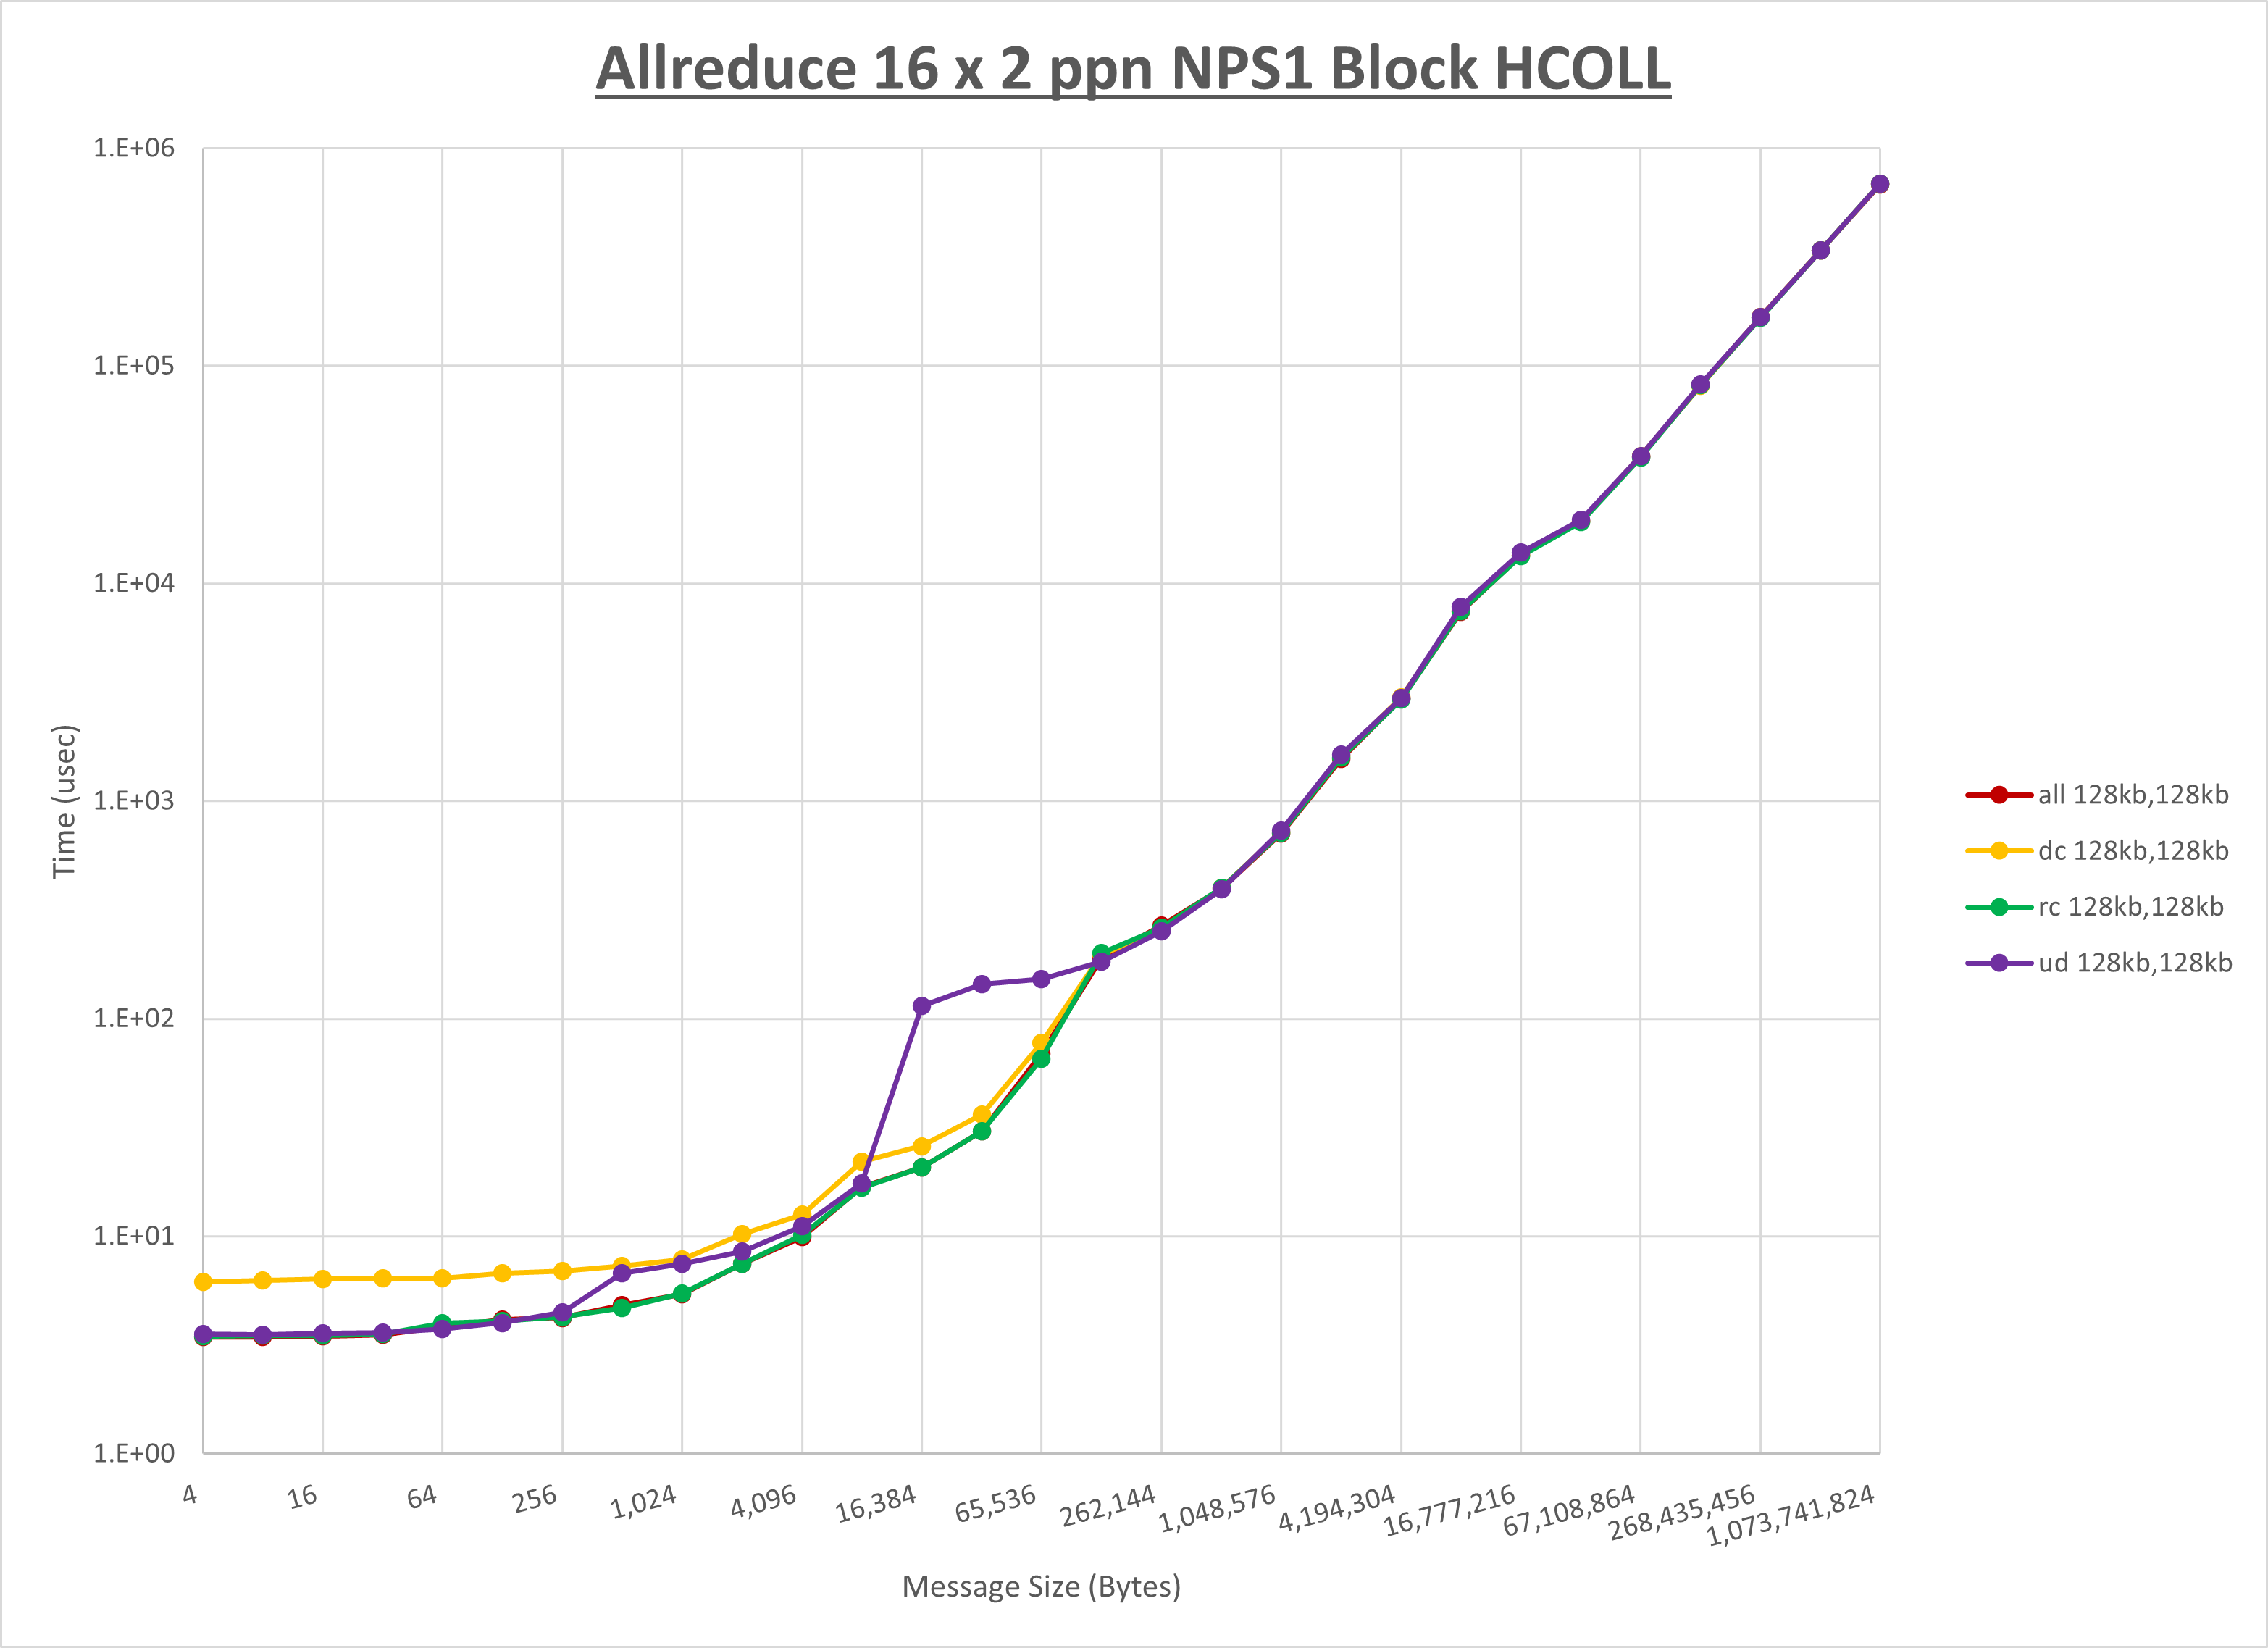 Allreduce 16 x 2 ppn NPS1 Block HCOLL
1.E+06
1.E+05
1.E+04
1.E+03
1.E+02
1.E+01
1.E+00
Time (usec)
4
16
64
256
1,024
4,096
16,384
65,536
262,144
1,048,576
4,194,304
16,777,216
67,108,864
268,435,456
1,073,741,824
Message Size (Bytes)
all 128kb,128kb
dc 128kb,128kb
rc 128kb,128kb
ud 128kb,128kb